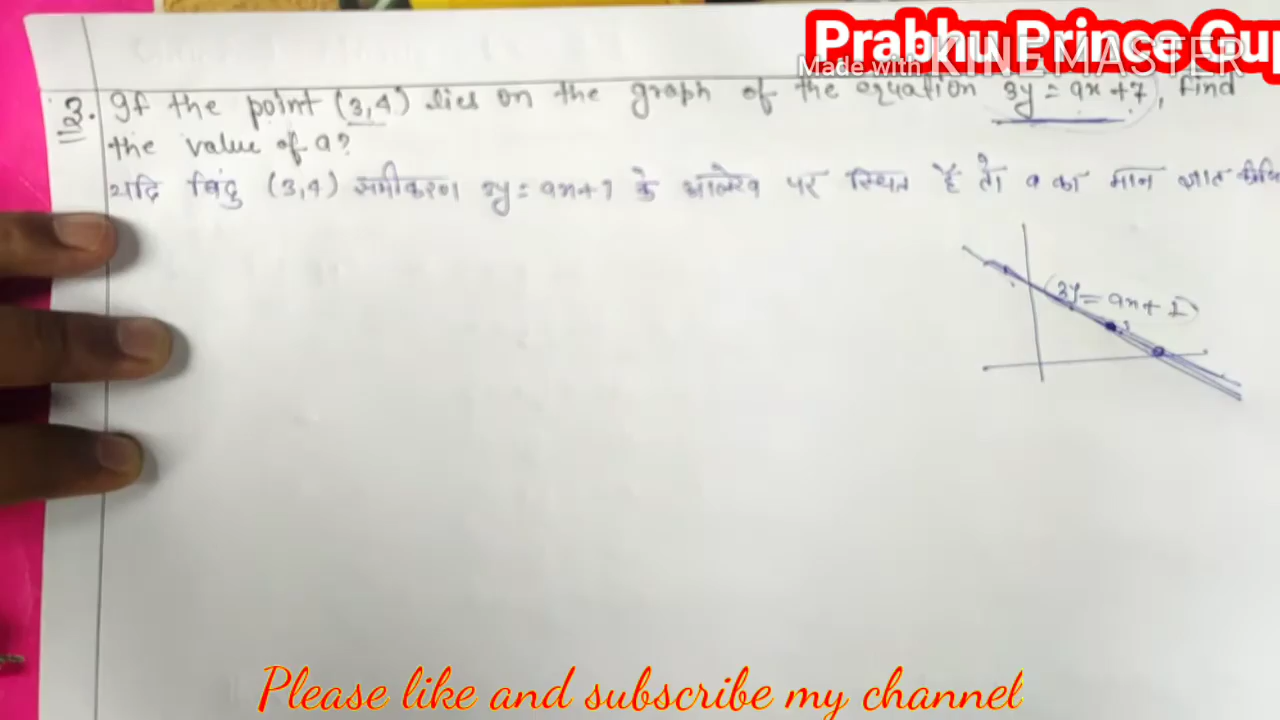 Prabhu Prince Gup
Made with KINEMASTER
3. If the point (3,4) lies on the graph of the equation 3y = ax + 7, Find
the value of a?
यदि बिंदु (3,4) समीकरण 3y = ax + 7 के आलेख पर स्थित है तो a का मान ज्ञात कीजि
3y = ax + 7
Please like and subscribe my channel